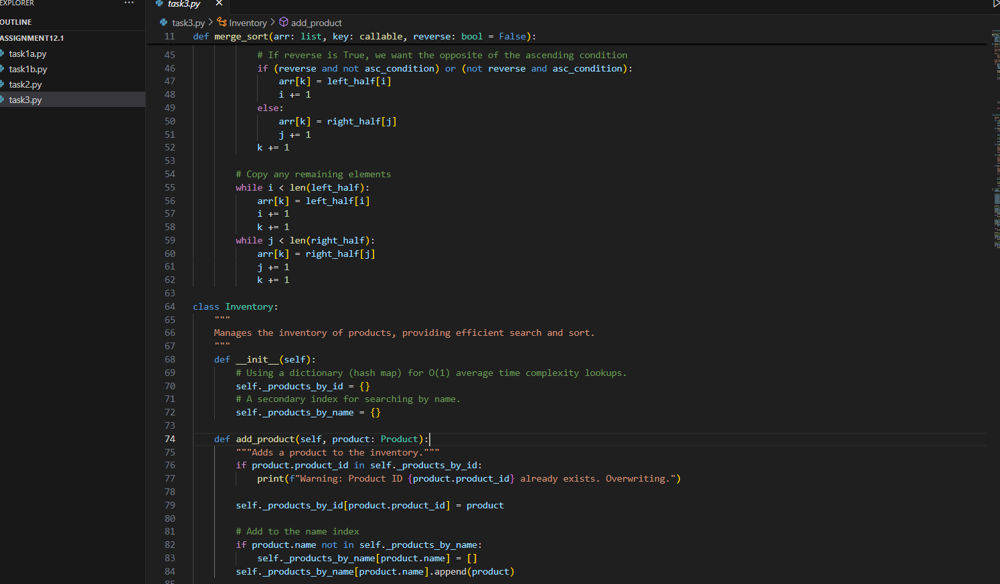 EXPLORER
OUTLINE
ASSIGNMENT12.1
task1a.py
task1b.py
task2.py
task3.py
task3.py ×
task3.py > Inventory > add_product
11 def merge_sort(arr: list, key: callable, reverse: bool = False):
45 # If reverse is True, we want the opposite of the ascending condition
46 if (reverse and not asc_condition) or (not reverse and asc_condition):
47 arr[k] = left_half[i]
48 i += 1
49 else:
50 arr[k] = right_half[j]
51 j += 1
52 k += 1
53
54 # Copy any remaining elements
55 while i < len(left_half):
56 arr[k] = left_half[i]
57 i += 1
58 k += 1
59 while j < len(right_half):
60 arr[k] = right_half[j]
61 j += 1
62 k += 1
63
64 class Inventory:
65 """
66 Manages the inventory of products, providing efficient search and sort.
67 """
68 def __init__(self):
69 # Using a dictionary (hash map) for O(1) average time complexity lookups.
70 self._products_by_id = {}
71 # A secondary index for searching by name.
72 self._products_by_name = {}
73
74 def add_product(self, product: Product):
75 """Adds a product to the inventory."""
76 if product.product_id in self._products_by_id:
77 print(f"Warning: Product ID {product.product_id} already exists. Overwriting.")
78
79 self._products_by_id[product.product_id] = product
80
81 # Add to the name index
82 if product.name not in self._products_by_name:
83 self._products_by_name[product.name] = []
84 self._products_by_name[product.name].append(product)
85